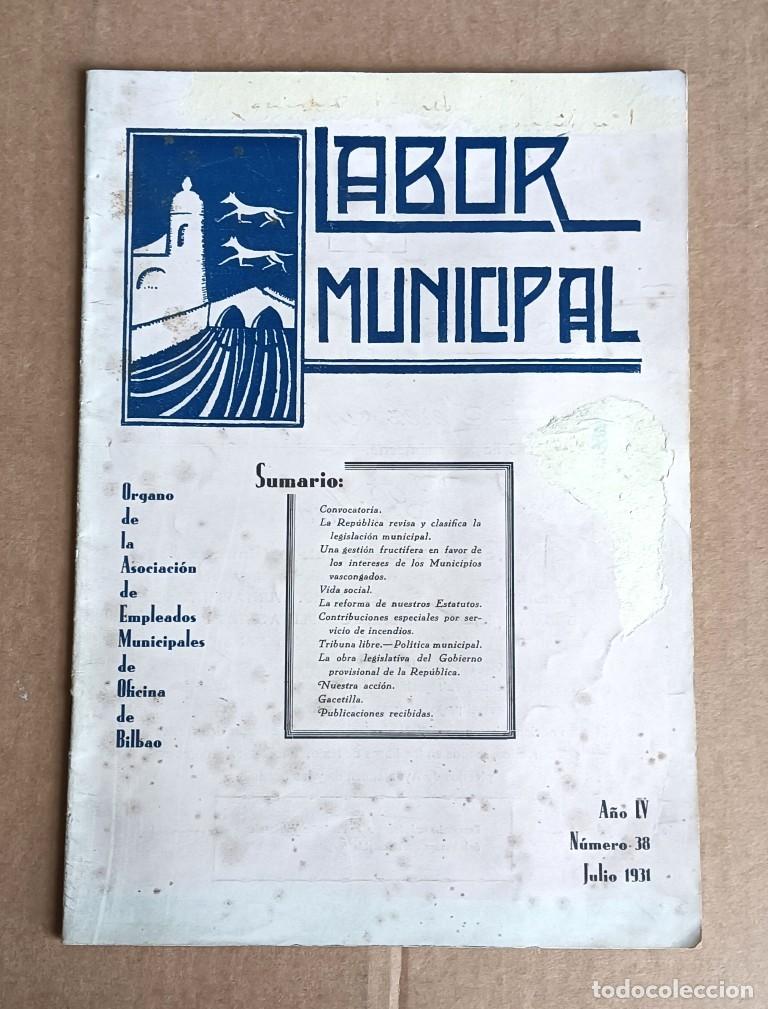 LABOR
MUNICIPAL
Sumario:
Convocatoria.
La República revisa y clasifica la
legislación municipal.
Una gestión fructífera en favor de
los intereses de los Municipios
vascongados.
Vida social.
La reforma de nuestros Estatutos.
Contribuciones especiales por ser-
vicio de incendios.
Tribuna libre.—Política municipal.
La obra legislativa del Gobierno
provisional de la República.
Nuestra acción.
Gacetilla.
Publicaciones recibidas.
Organo
de
la
Asociación
de
Empleados
Municipales
de
Oficina
de
Bilbao
Año IV
Número 38
Julio 1931
todocoleccion